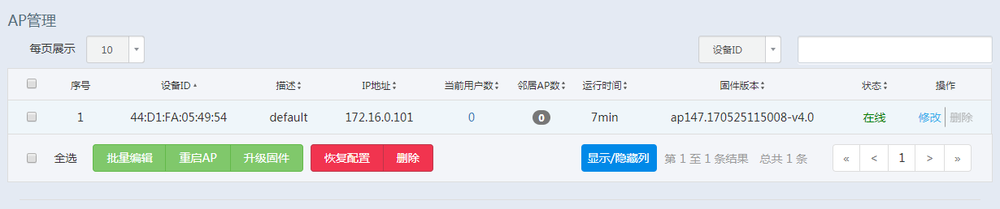 AP管理
每页展示 10 设备ID
序号 设备ID 描述 IP地址 当前用户数 邻居AP数 运行时间 固件版本 状态 操作
1 44:D1:FA:05:49:54 default 172.16.0.101 0 0 7min ap147.170525115008-v4.0 在线 修改 删除
全选 批量编辑 重启AP 升级固件 恢复配置 删除 显示/隐藏列 第 1 至 1 条结果 总共 1 条 « < 1 > »